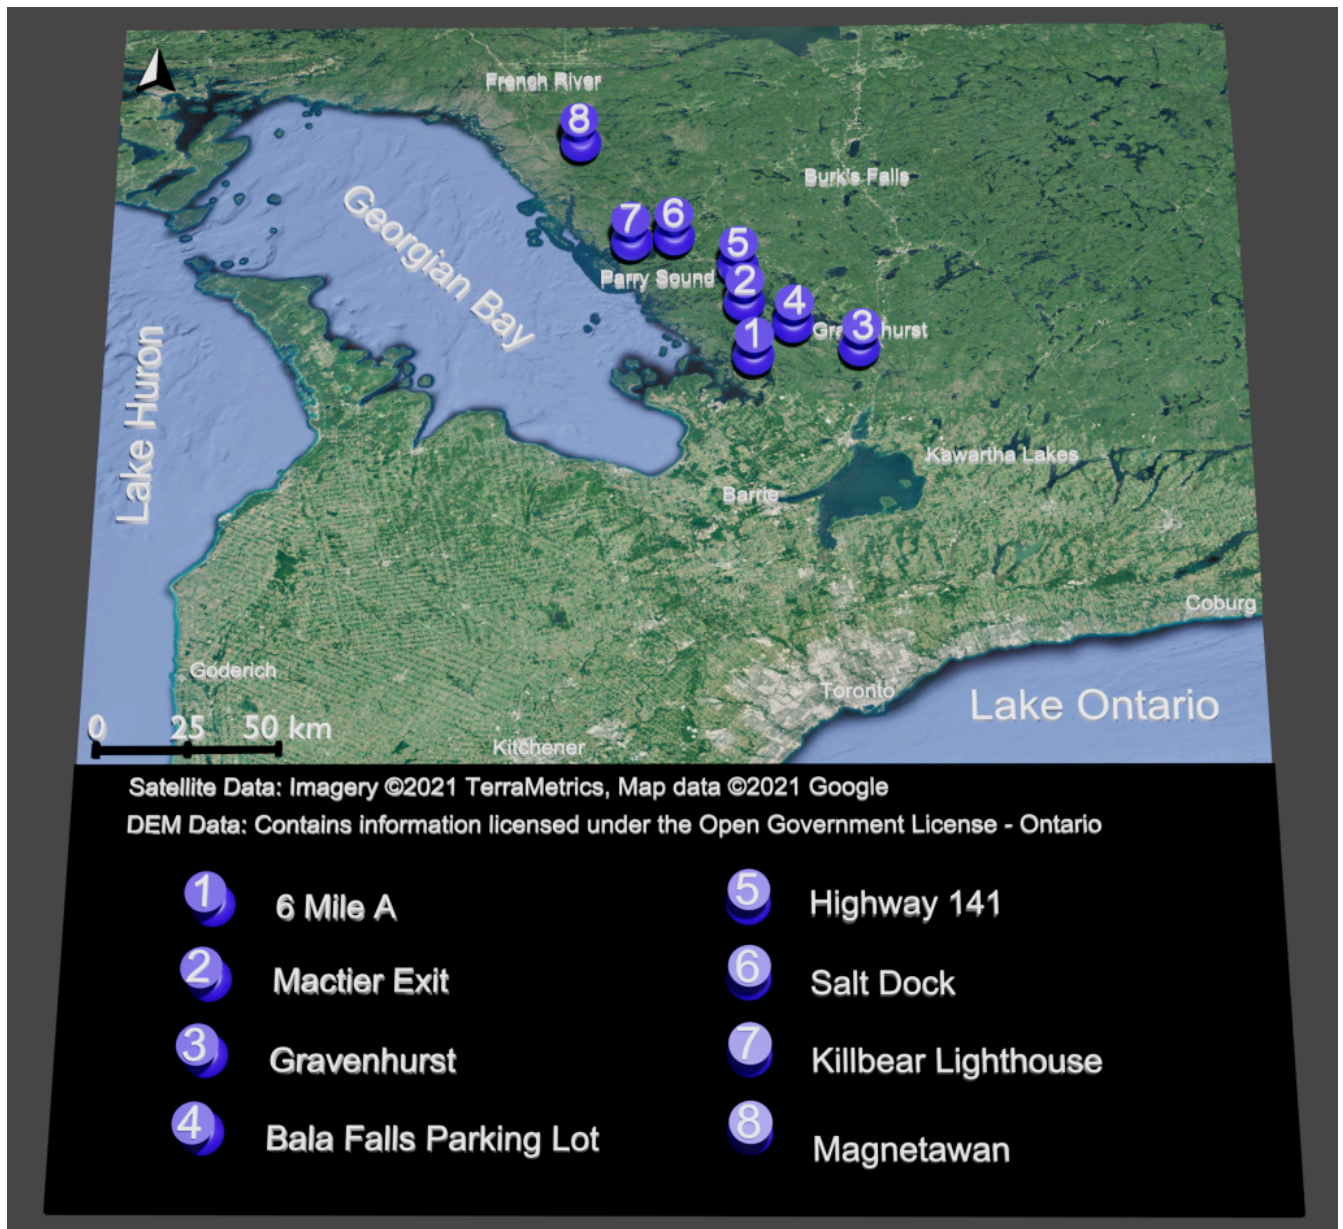 French River
8
Burk's Falls
7
6
5
Parry Sound
2
4
1
3
Georgian Bay
Lake Huron
Kawartha Lakes
Barrie
Coburg
Goderich
Toronto
Lake Ontario
0 25 50 km
Kitchener
Satellite Data: Imagery ©2021 TerraMetrics, Map data ©2021 Google
DEM Data: Contains information licensed under the Open Government License - Ontario
1 6 Mile A
2 Mactier Exit
3 Gravenhurst
4 Bala Falls Parking Lot
5 Highway 141
6 Salt Dock
7 Killbear Lighthouse
8 Magnetawan